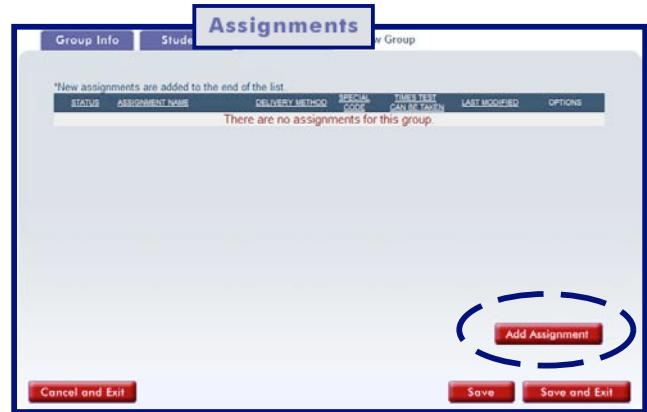 Assignments
Group Info
w Group
*New assignments are added to the end of the list.
STATUS ASSIGNMENT NAME DELIVERY METHOD SPECIAL CODE TIMES TEST CAN BE TAKEN LAST MODIFIED OPTIONS
There are no assignments for this group.
Add Assignment
Cancel and Exit Save Save and Exit